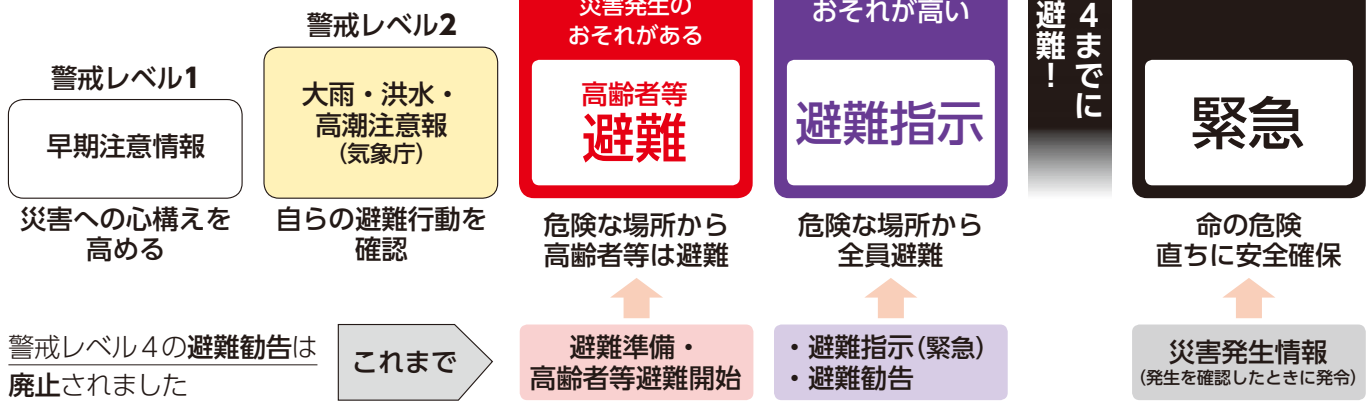 警戒レベル1
早期注意情報
災害への心構えを
高める
警戒レベル2
大雨・洪水・
高潮注意報
(気象庁)
自らの避難行動を
確認
災害発生の
おそれがある
高齢者等
避難
危険な場所から
高齢者等は避難
おそれが高い
避難指示
危険な場所から
全員避難
4までに
避難!
緊急
命の危険
直ちに安全確保
警戒レベル4の避難勧告は
廃止されました
これまで
避難準備・
高齢者等避難開始
・避難指示(緊急)
・避難勧告
災害発生情報
(発生を確認したときに発令)